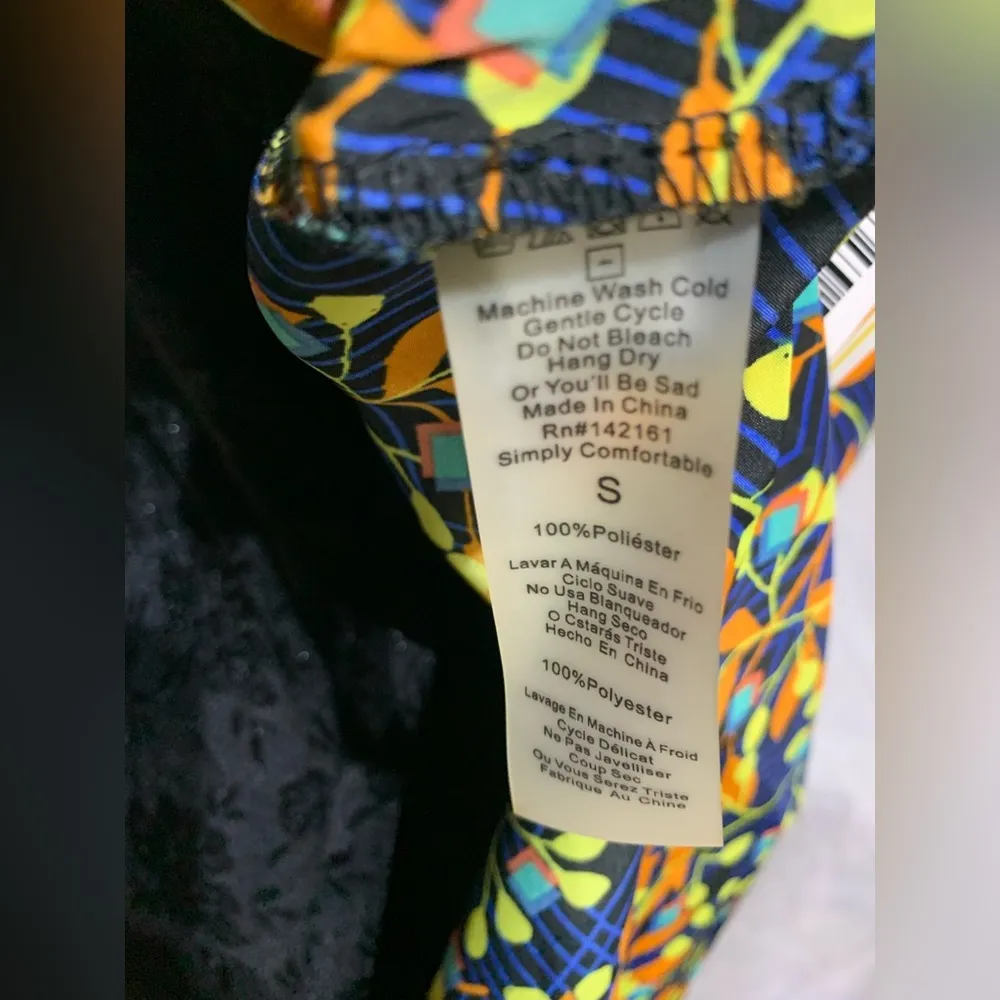 Machine Wash Cold
Gentle Cycle
Do Not Bleach
Hang Dry
Or You'll Be Sad
Made In China
Rn#142161
Simply Comfortable
S
100%Poliéster
Lavar A Máquina En Frio
Ciclo Suave
No Usa Blanqueador
Hang Seco
O Cstarás Triste
Hecho En China
100%Polyester
Lavage En Machine À Froid
Cycle Délicat
Ne Pas Javelliser
Coup Sec
Ou Vous Serez Triste
Fabrique Au Chine